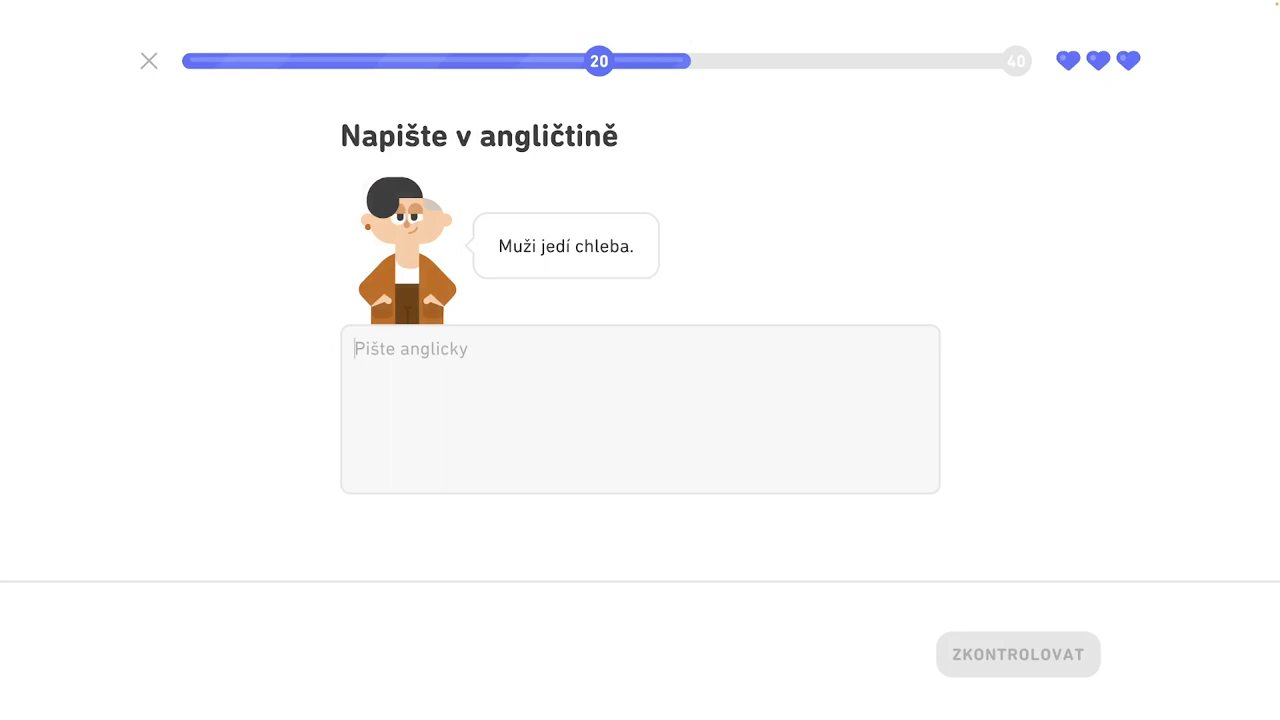 20
40
Napište v angličtině
Muži jedí chleba.
Pište anglicky
ZKONTROLOVAT